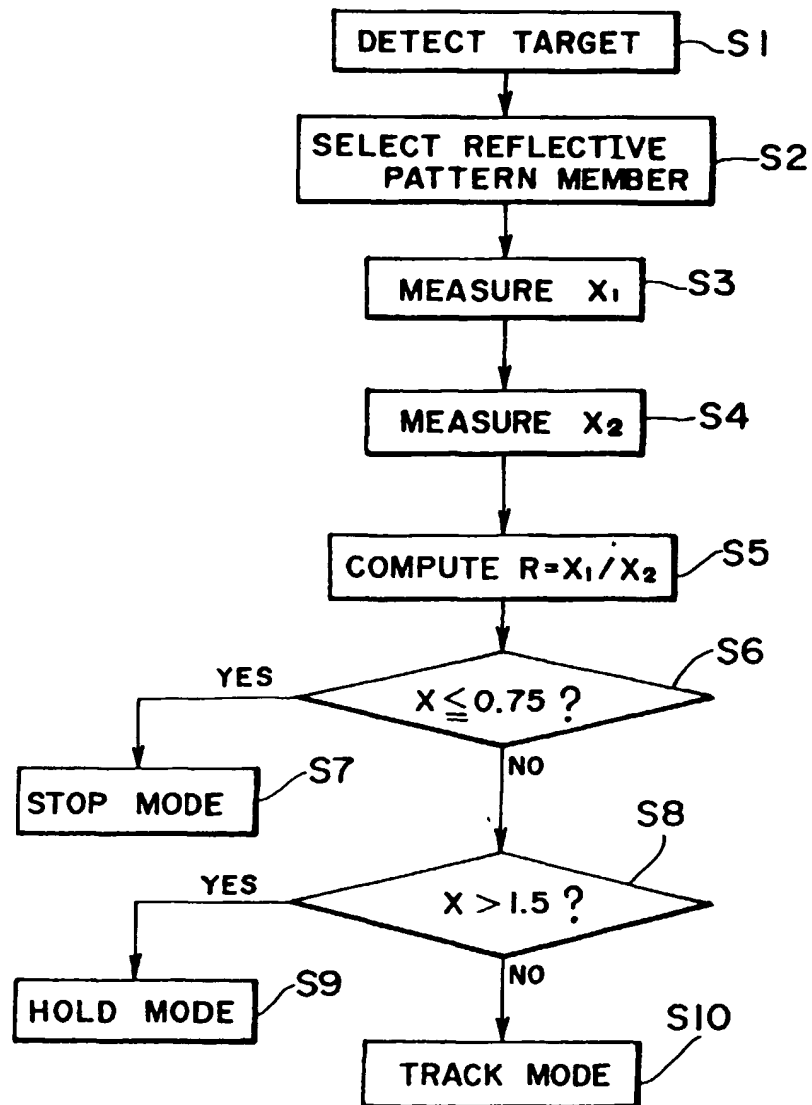 DETECT TARGET
S1
SELECT REFLECTIVE
PATTERN MEMBER
S2
MEASURE X₁
S3
MEASURE X₂
S4
COMPUTE R=X₁/X₂
S5
S6
YES
X ≦ 0.75 ?
NO
S7
STOP MODE
S8
YES
X > 1.5 ?
NO
S9
HOLD MODE
S10
TRACK MODE